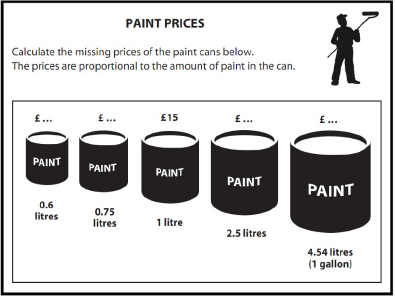 PAINT PRICES
Calculate the missing prices of the paint cans below.
The prices are proportional to the amount of paint in the can.
£ ... £ ... £15 £ ... £ ...
PAINT PAINT PAINT PAINT PAINT
0.6
litres
0.75
litres
1 litre
2.5 litres
4.54 litres
(1 gallon)